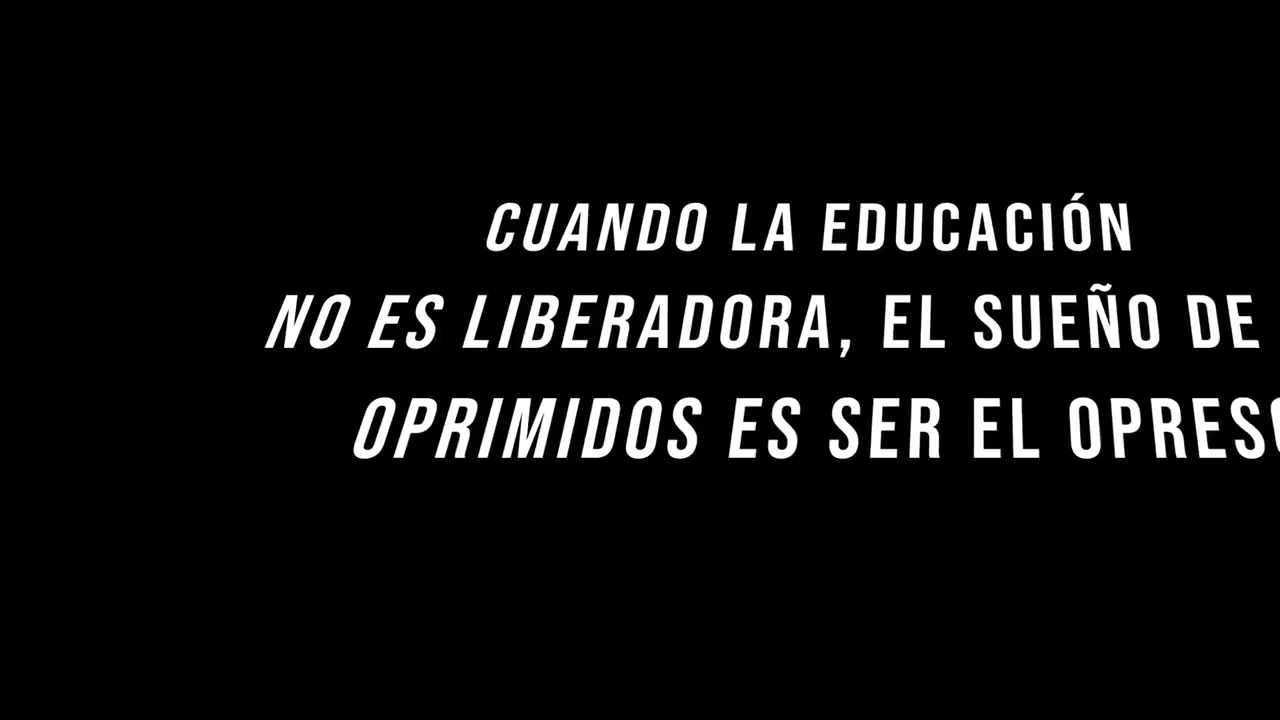 CUANDO LA EDUCACIÓN
NO ES LIBERADORA, EL SUEÑO DE
OPRIMIDOS ES SER EL